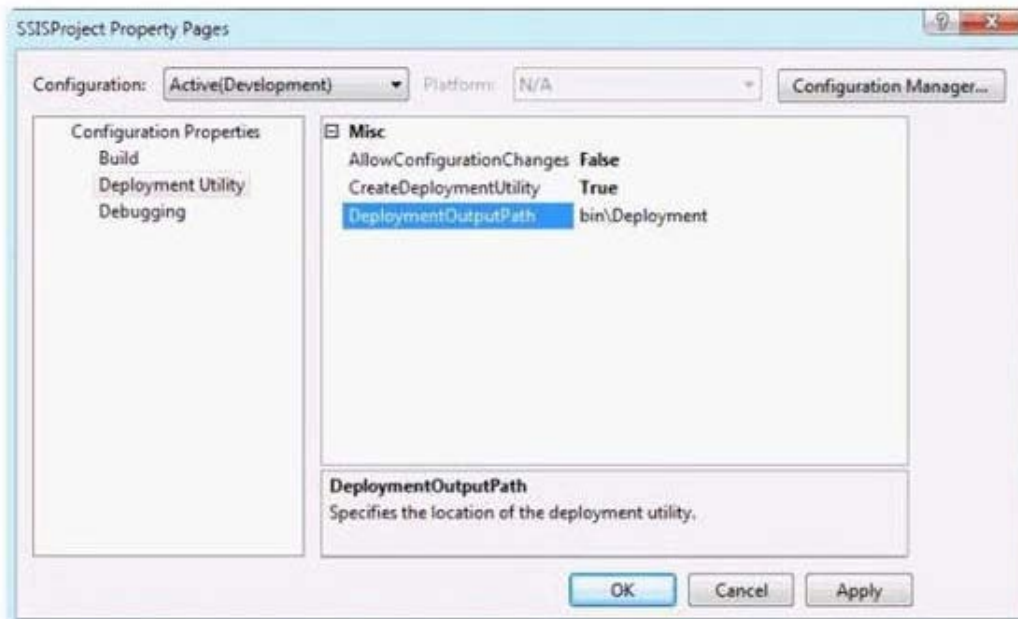 SSISProject Property Pages
Configuration: Active(Development) Platform: N/A Configuration Manager...
Configuration Properties
Build
Deployment Utility
Debugging
Misc
AllowConfigurationChanges False
CreateDeploymentUtility True
DeploymentOutputPath bin\Deployment
DeploymentOutputPath
Specifies the location of the deployment utility.
OK Cancel Apply